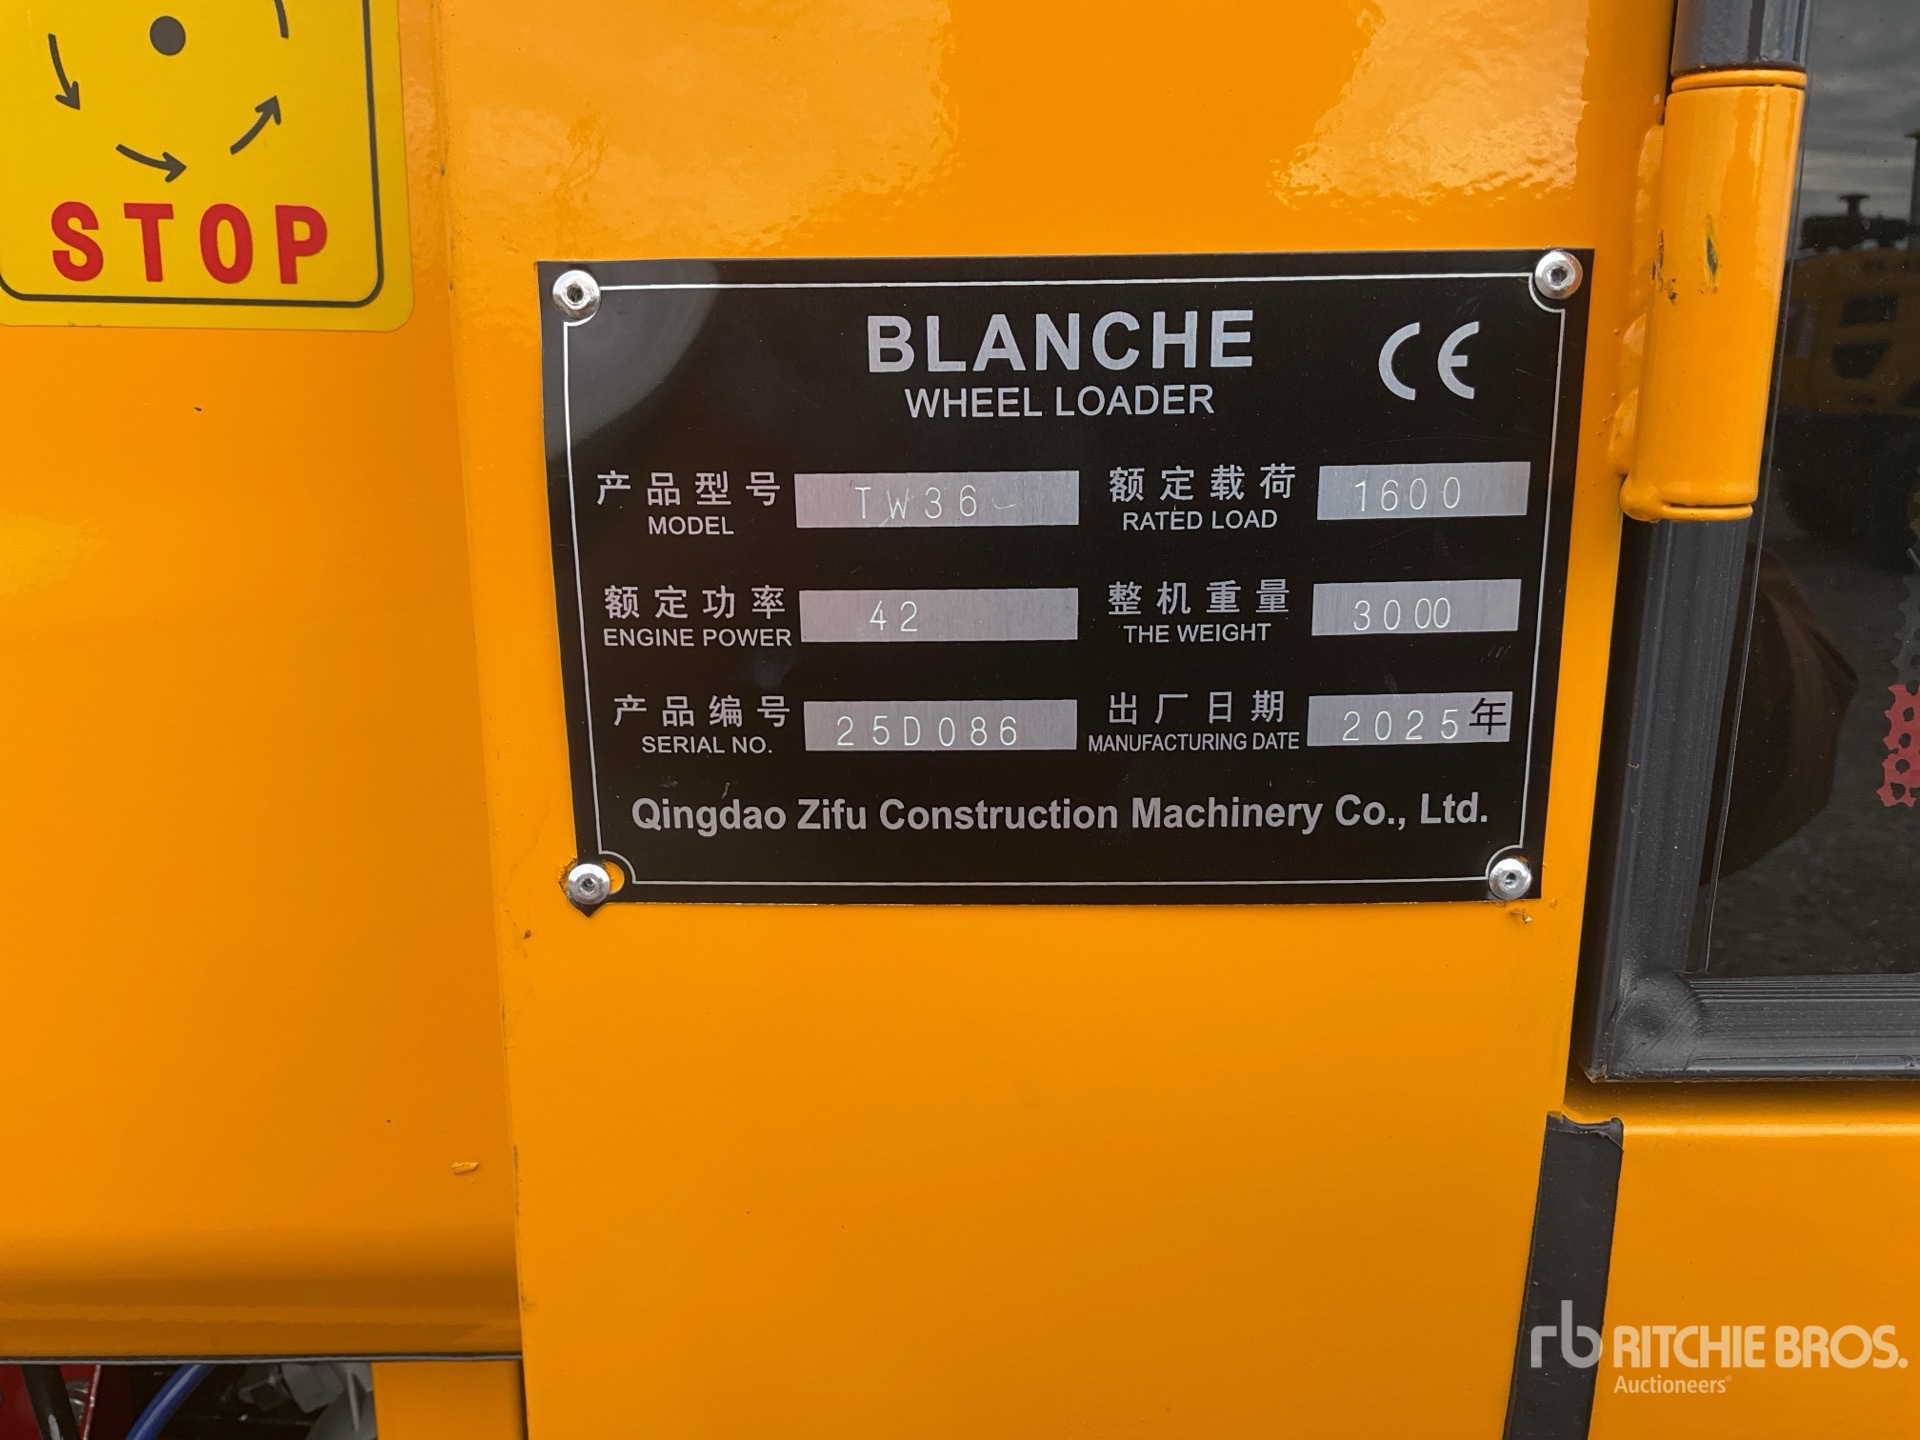 STOP
BLANCHE
WHEEL LOADER
CE
产品型号 TW36 额定载荷 1600
MODEL RATED LOAD
额定功率 42 整机重量 3000
ENGINE POWER THE WEIGHT
产品编号 25D086 出厂日期 2025年
SERIAL NO. MANUFACTURING DATE
Qingdao Zifu Construction Machinery Co., Ltd.
rb RITCHIE BROS.
Auctioneers